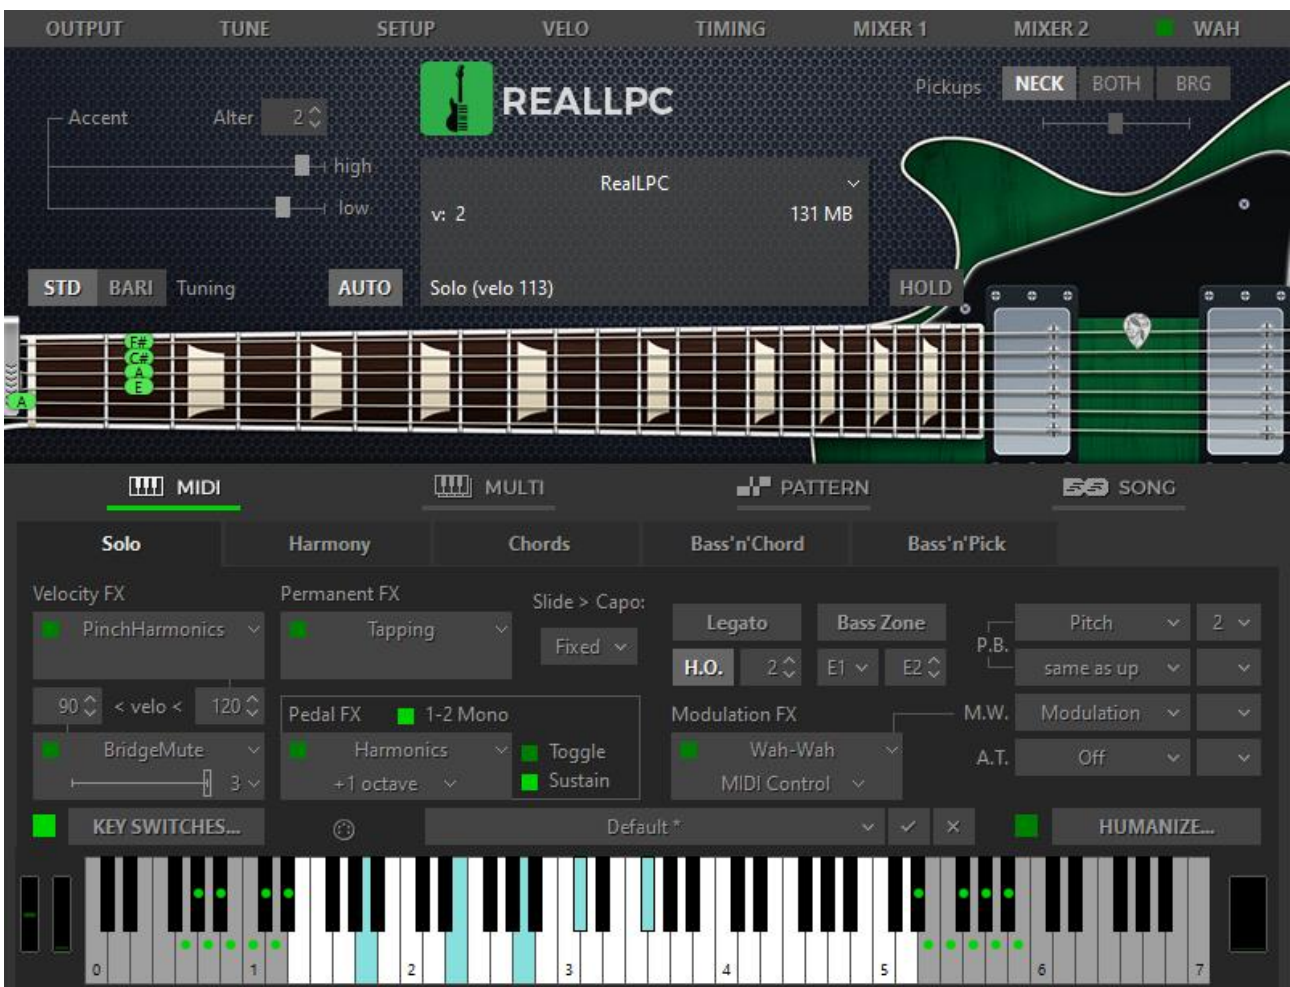 OUTPUT TUNE SETUP VELO TIMING MIXER 1 MIXER 2 WAH
Accent Alter 2
REALLPC
Pickups NECK BOTH BRG
high
low
RealLPC
v: 2 131 MB
STD BARI Tuning AUTO Solo (velo 113) HOLD
F#
C#
A
E
A
MIDI MULTI PATTERN SONG
Solo Harmony Chords Bass'n'Chord Bass'n'Pick
Velocity FX Permanent FX Slide > Capo:
PinchHarmonics Tapping Fixed Legato Bass Zone P.B. Pitch 2
H.O. 2 E1 E2 same as up
90 < velo < 120 Pedal FX 1-2 Mono Modulation FX M.W. Modulation
BridgeMute Harmonics Toggle Wah-Wah A.T. Off
3 +1 octave Sustain MIDI Control
KEY SWITCHES... Default * HUMANIZE...
0 1 2 3 4 5 6 7